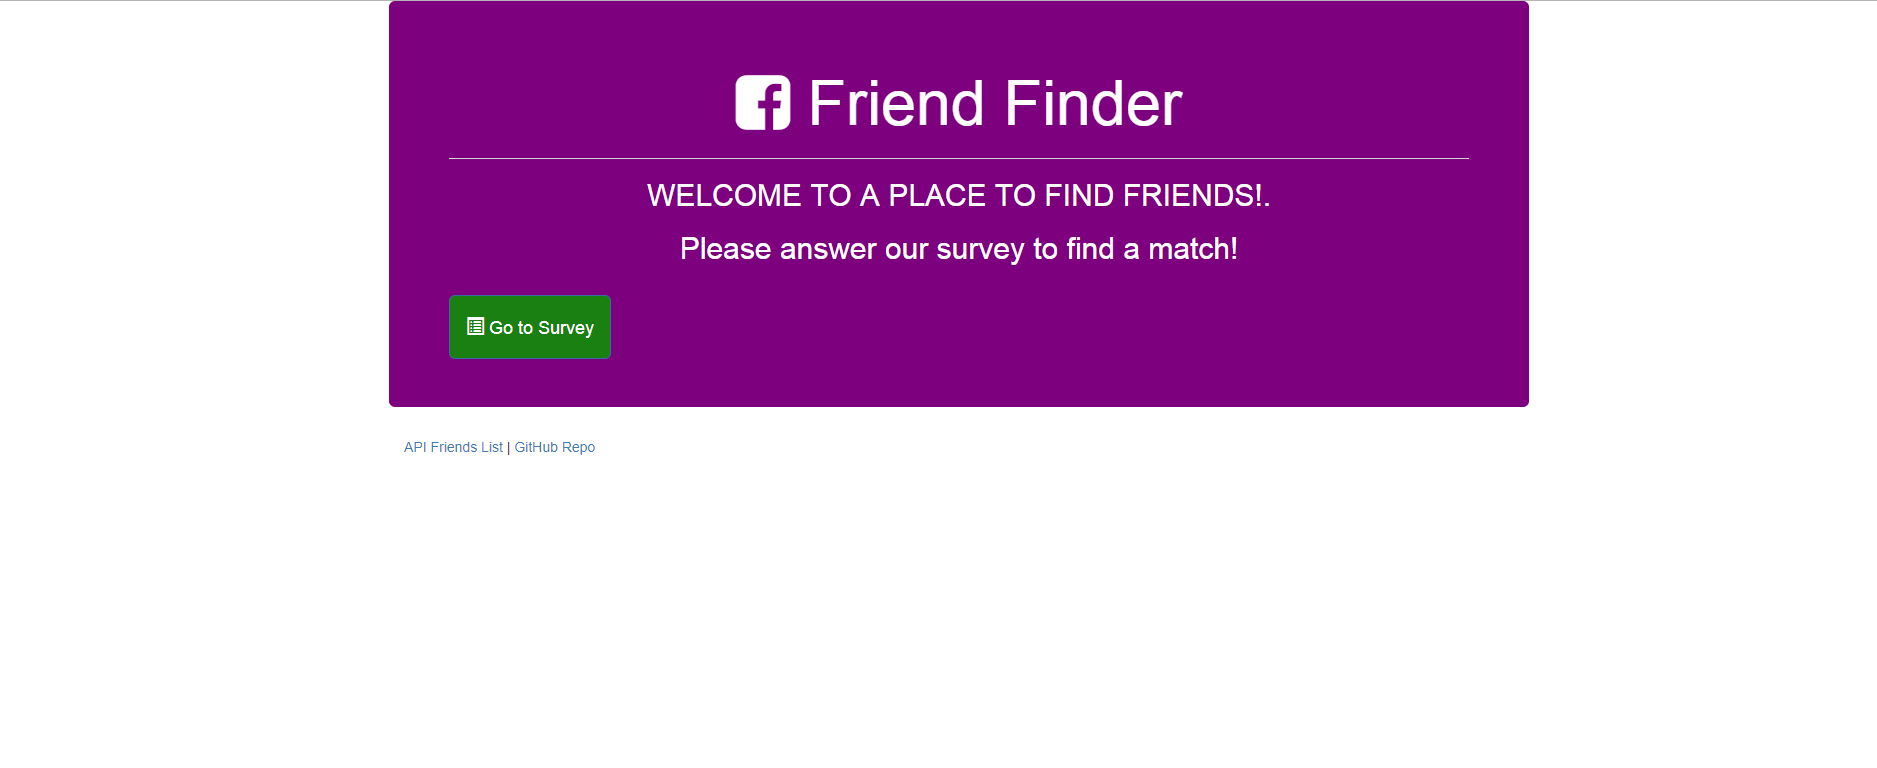 Friend Finder
WELCOME TO A PLACE TO FIND FRIENDS!.
Please answer our survey to find a match!
Go to Survey
API Friends List | GitHub Repo